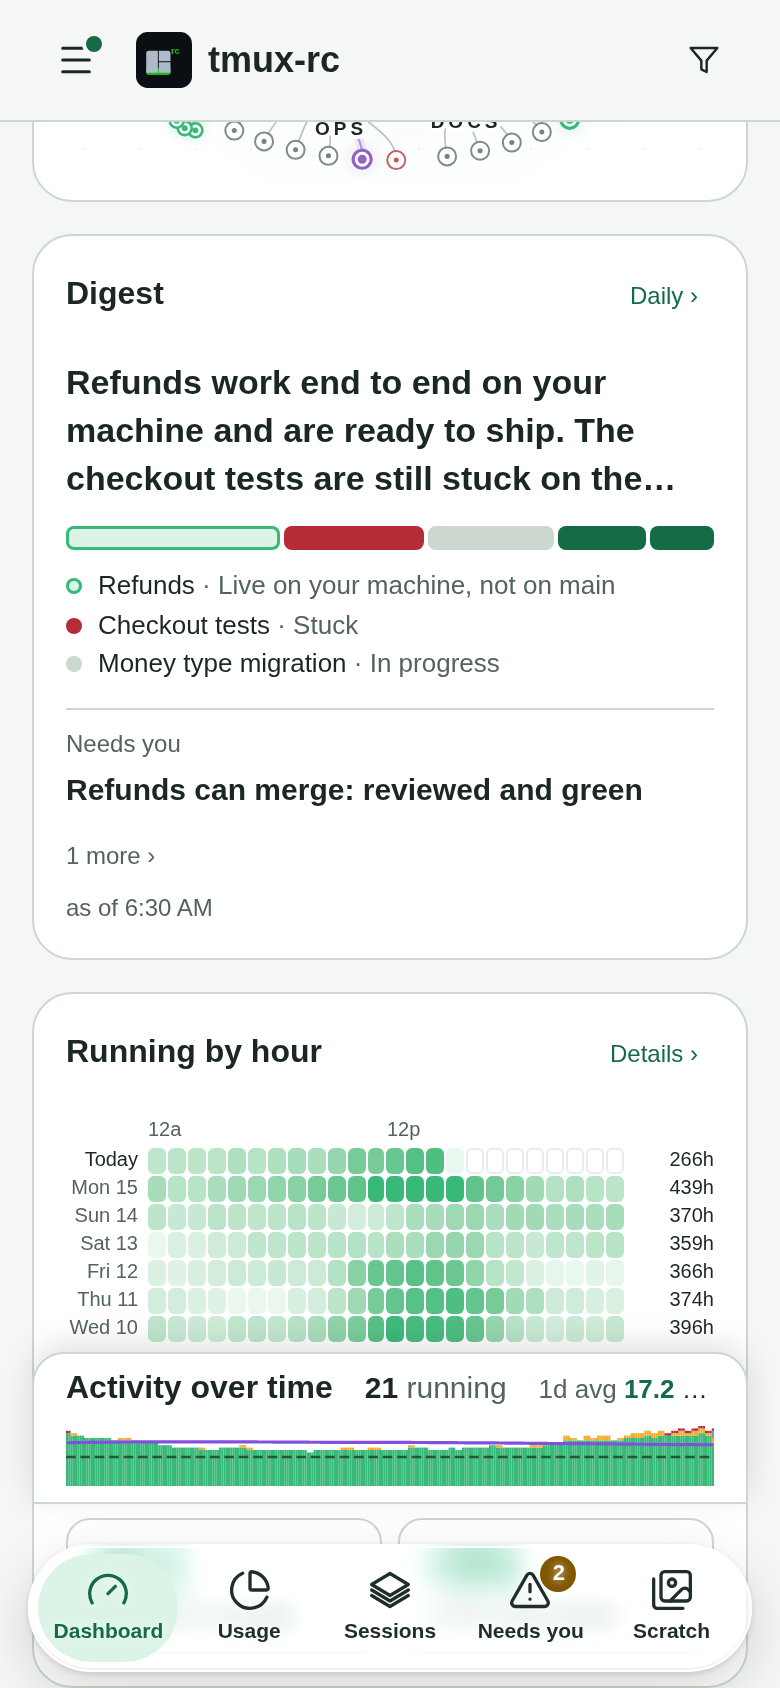 rc
tmux-rc
OPS
DOCS
Digest
Daily ›
Refunds work end to end on your
machine and are ready to ship. The
checkout tests are still stuck on the…
Refunds · Live on your machine, not on main
Checkout tests · Stuck
Money type migration · In progress
Needs you
Refunds can merge: reviewed and green
1 more ›
as of 6:30 AM
Running by hour
Details ›
12a 12p
Today 266h
Mon 15 439h
Sun 14 370h
Sat 13 359h
Fri 12 366h
Thu 11 374h
Wed 10 396h
Activity over time 21 running 1d avg 17.2 …
2
Dashboard Usage Sessions Needs you Scratch